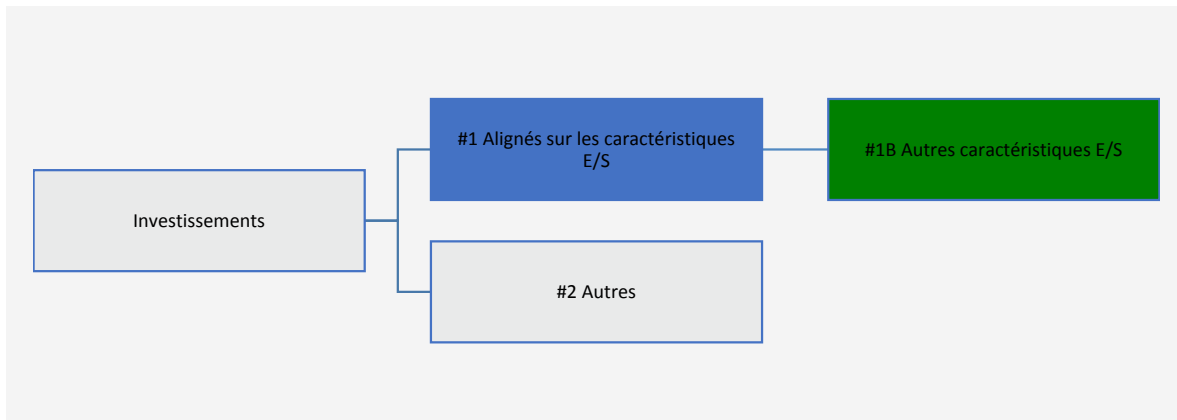 #1 Alignés sur les caractéristiques
E/S
#1B Autres caractéristiques E/S
Investissements
#2 Autres